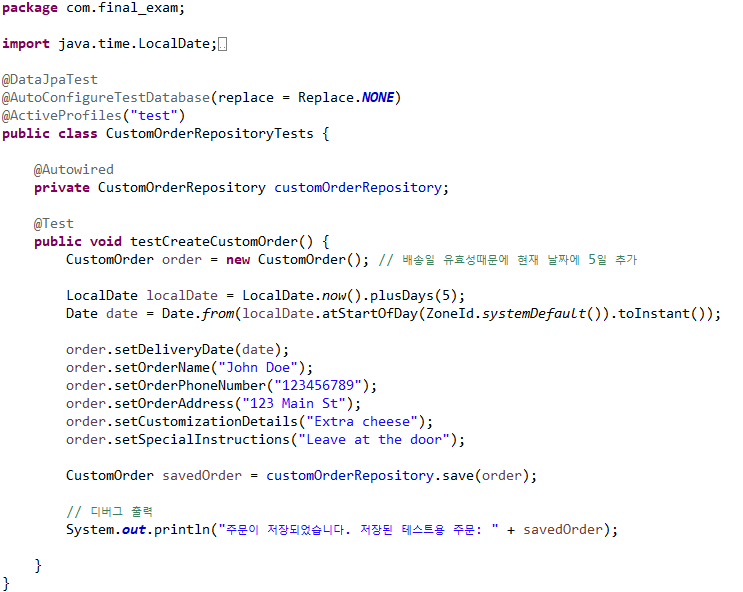 package com.final_exam;
import java.time.LocalDate;
@DataJpaTest
@AutoConfigureTestDatabase(replace = Replace.NONE)
@ActiveProfiles("test")
public class CustomOrderRepositoryTests {
@Autowired
private CustomOrderRepository customOrderRepository;
@Test
public void testCreateCustomOrder() {
CustomOrder order = new CustomOrder(); // 배송일 유효성때문에 현재 날짜에 5일 추가
LocalDate localDate = LocalDate.now().plusDays(5);
Date date = Date.from(localDate.atStartOfDay(ZoneId.systemDefault()).toInstant());
order.setDeliveryDate(date);
order.setOrderName("John Doe");
order.setOrderPhoneNumber("123456789");
order.setOrderAddress("123 Main St");
order.setCustomizationDetails("Extra cheese");
order.setSpecialInstructions("Leave at the door");
CustomOrder savedOrder = customOrderRepository.save(order);
// 디버그 출력
System.out.println("주문이 저장되었습니다. 저장된 테스트용 주문: " + savedOrder);
}
}